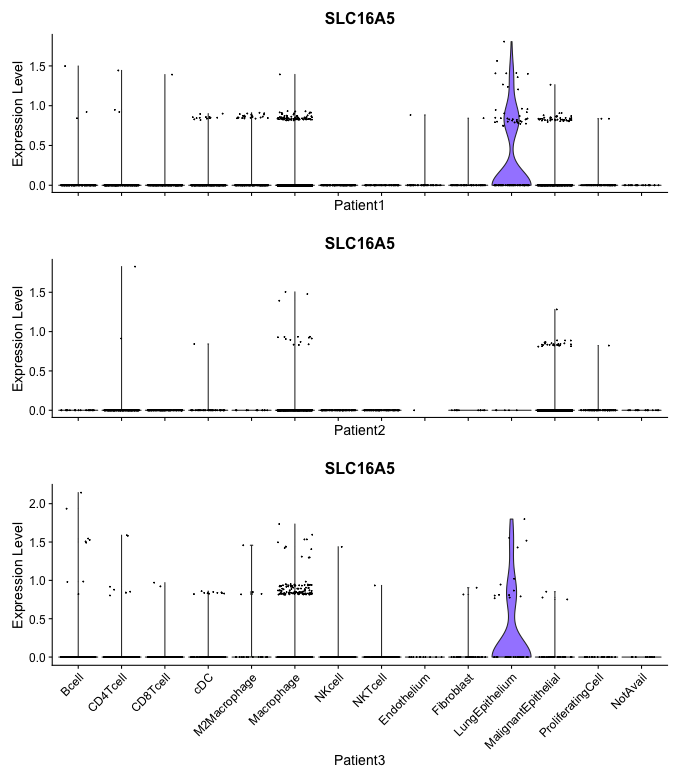 SLC16A5
Expression Level
1.5
1.0
0.5
0.0
Patient1
SLC16A5
Expression Level
1.5
1.0
0.5
0.0
Patient2
SLC16A5
Expression Level
2.0
1.5
1.0
0.5
0.0
Bcell
CD4Tcell
CD8Tcell
cDC
M2Macrophage
Macrophage
NKcell
NKTcell
Endothelium
Fibroblast
LungEpithelium
MalignantEpithelial
ProliferatingCell
NotAvail
Patient3